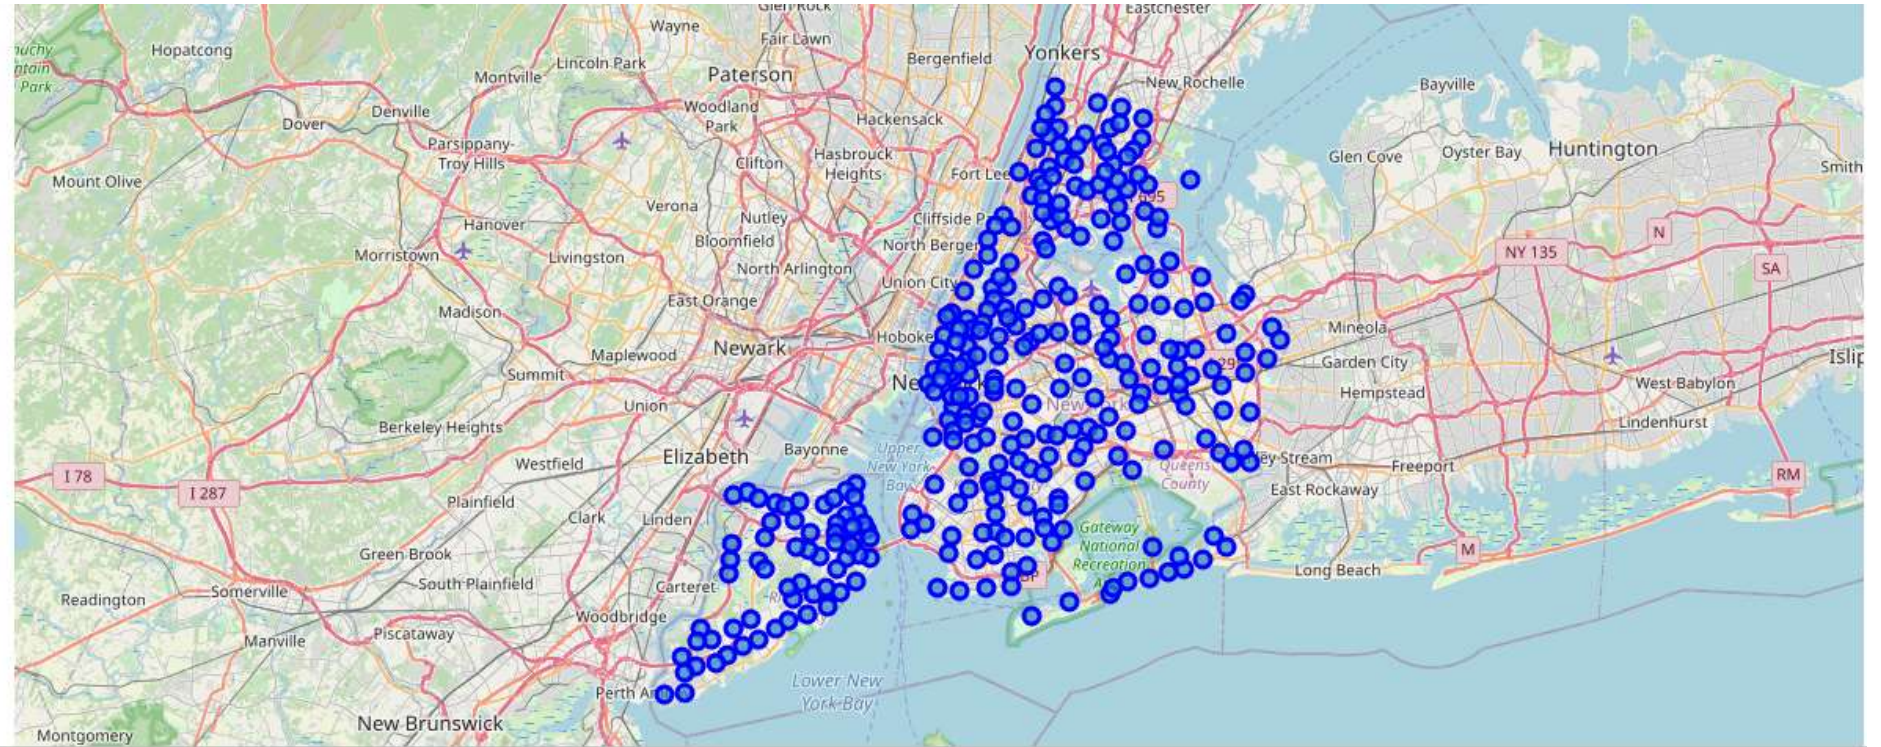 Glen Rock
Eastchester
Wayne
Fair Lawn
Hopatcong
Lincoln Park
Bergenfield
Yonkers
Montville
Paterson
New Rochelle
Bayville
Park
Denville
Woodland
Park
Dover
Hackensack
Parsippany-
Troy Hills
Clifton
Hasbrouck
Heights
Glen Cove
Oyster Bay
Huntington
Mount Olive
Fort Lee
Smith
Verona
Nutley
Cliffside
Hanover
Bloomfield
North Bergen
N
Morristown
Livingston
North Arlington
NY 135
SA
Union City
East Orange
Madison
Hoboke
Mineola
Newark
Maplewood
Garden City
Islip
Summit
West Babylon
Hempstead
Union
Lindenhurst
Berkeley Heights
Bayonne
Upper
New York
Bay
Elizabeth
Westfield
Queens
County
ey Stream
Freeport
I 78
I 287
RM
East Rockaway
Plainfield
Clark
Linden
Gateway
National
Recreation
Green Brook
M
Long Beach
South Plainfield
Carteret
Somerville
Readington
Woodbridge
Piscataway
Manville
Lower New
York Bay
Perth A
New Brunswick
Montgomery